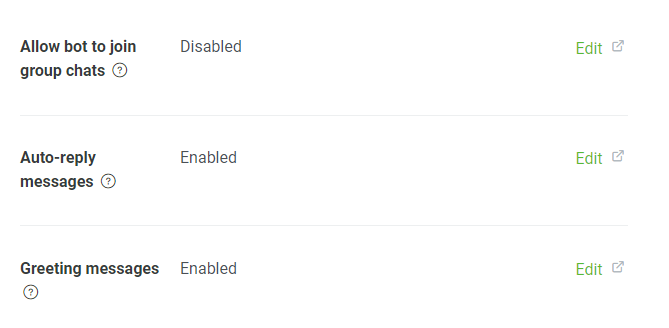 Allow bot to join Disabled Edit
group chats ?
Auto-reply Enabled Edit
messages ?
Greeting messages Enabled Edit
?